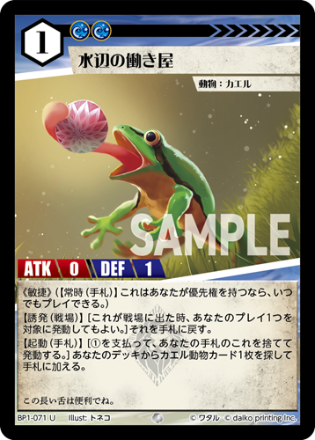 1
水辺の働き屋
動物：カエル
SAMPLE
ATK 0 DEF 1
《敏捷》(【常時(手札)】これはあなたが優先権を持つなら、いつ
でもプレイできる。)
【誘発(戦場)】[これが戦場に出た時、あなたのプレイ1つを
対象に発動してもよい。]それを手札に戻す。
【起動(手札)】[①を支払って、あなたの手札のこれを捨てて
発動する。]あなたのデッキからカエル動物カード1枚を探して
手札に加える。
この長い舌は便利でね。
BP1-071 U Illust: トネコ © ワタル © daiko printing Inc.